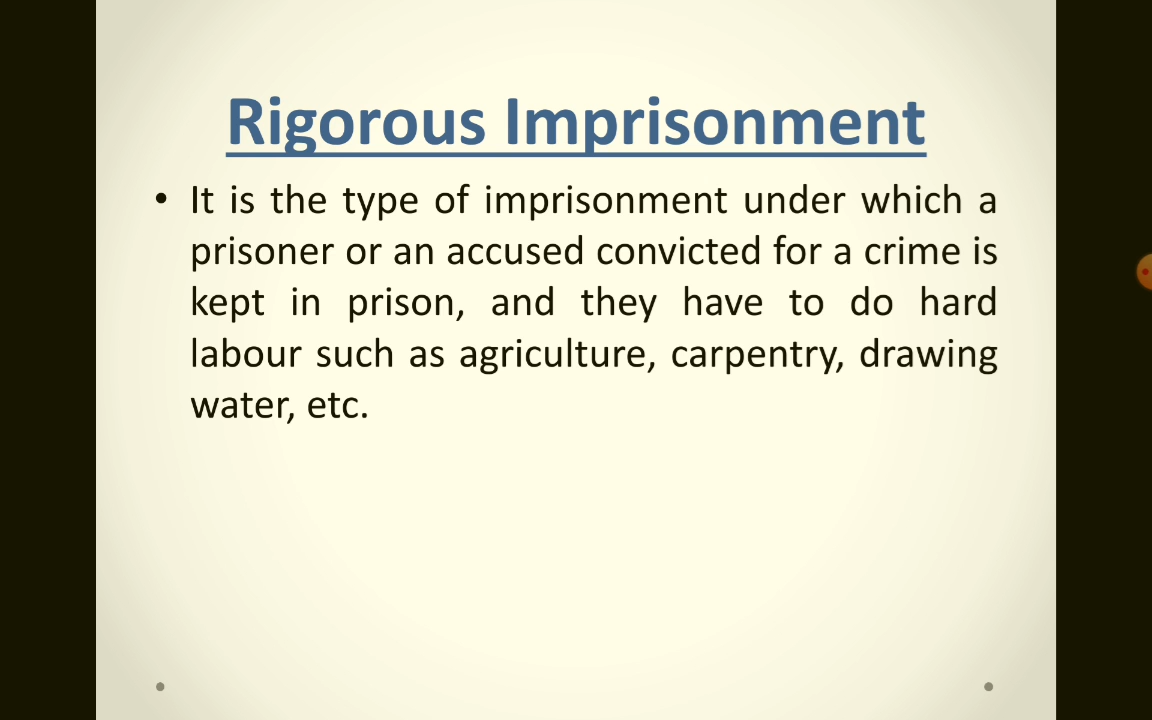 Rigorous Imprisonment
• It is the type of imprisonment under which a
prisoner or an accused convicted for a crime is
kept in prison, and they have to do hard
labour such as agriculture, carpentry, drawing
water, etc.